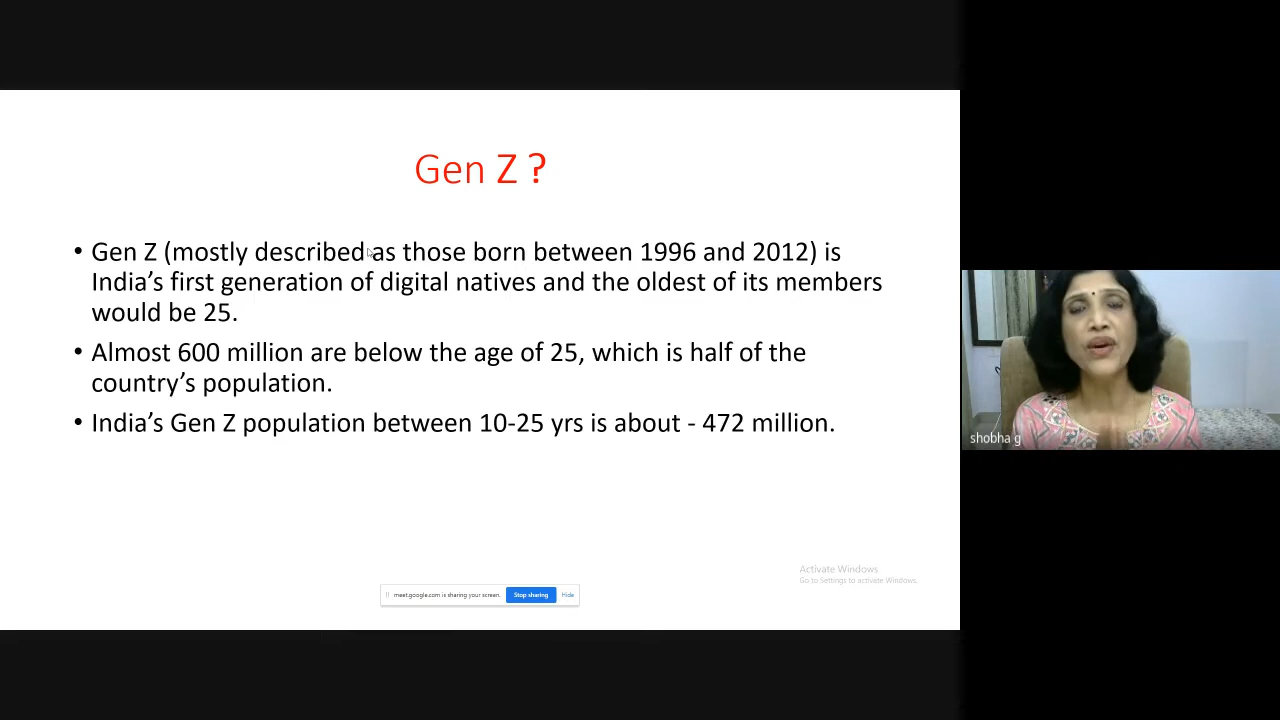 Gen Z ?
• Gen Z (mostly described as those born between 1996 and 2012) is
India’s first generation of digital natives and the oldest of its members
would be 25.
• Almost 600 million are below the age of 25, which is half of the
country’s population.
• India’s Gen Z population between 10-25 yrs is about - 472 million.
shobha g
Activate Windows
Go to Settings to activate Windows.
meet.google.com is sharing your screen. Stop sharing Hide